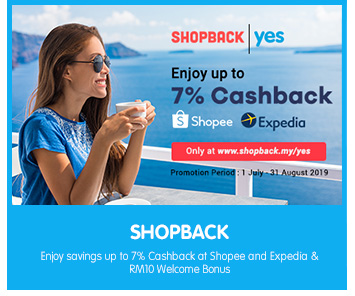 SHOPBACK yes
Enjoy up to
7% Cashback
Shopee Expedia
Only at www.shopback.my/yes
Promotion Period : 1 July - 31 August 2019
SHOPBACK
Enjoy savings up to 7% Cashback at Shopee and Expedia &
RM10 Welcome Bonus